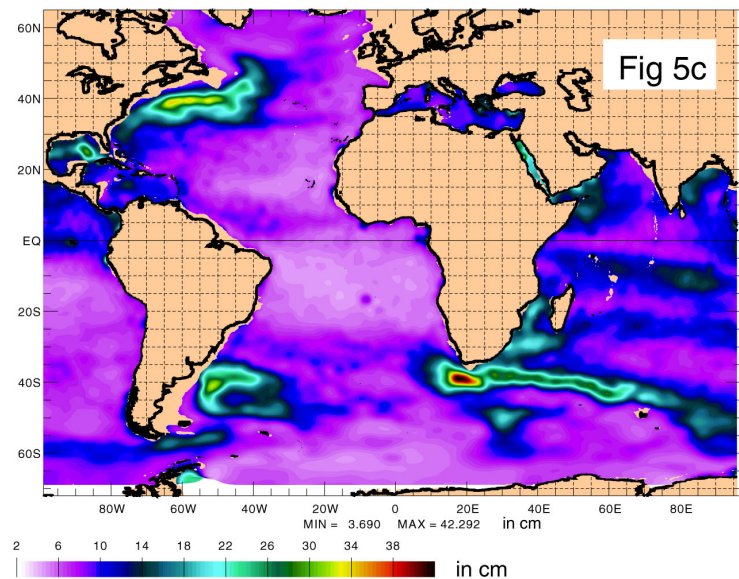 60N
Fig 5c
40N
20N
EQ
20S
40S
60S
80W 60W 40W 20W 0 20E 40E 60E 80E
MIN = 3.690 MAX = 42.292 in cm
2 6 10 14 18 22 26 30 34 38
in cm